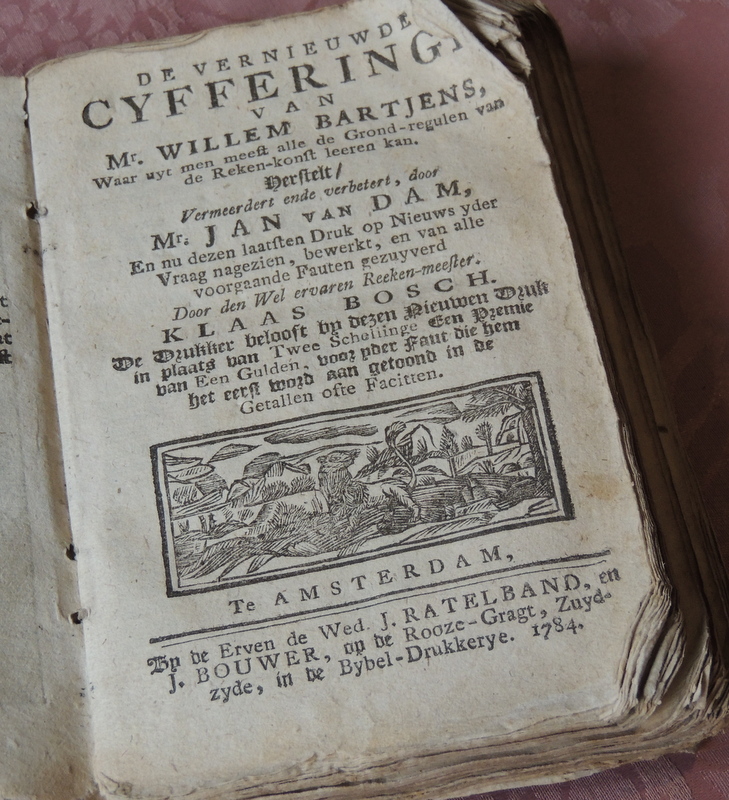 DE VERNIEUWDE
CYFFERING,
VAN
Mr. WILLEM BARTJENS,
Waar uyt men meeſt alle de Grond-regulen van
de Reken-konſt leeren kan.
Herſtelt/
Vermeerdert ende verbetert, door
Mr. JAN VAN DAM,
En nu dezen laatſten Druk op Nieuws yder
Vraag nagezien, bewerkt, en van alle
voorgaande Fauten gezuyverd
Door den Wel ervaren Reeken-meeſter.
KLAAS BOSCH.
De Drukker belooft by dezen Nieuwen Druk
in plaats van Twee Schellinge Een Premie
van Een Gulden, voor yder Faut die hem
het eerſt word aan getoond in de
Getallen ofte Facitten.
Te AMSTERDAM,
By de Erven de Wed. J. RATELBAND, en
J. BOUWER, op de Rooze-Gragt, Zuyd-
zyde, in de Bybel-Drukkerye. 1784.